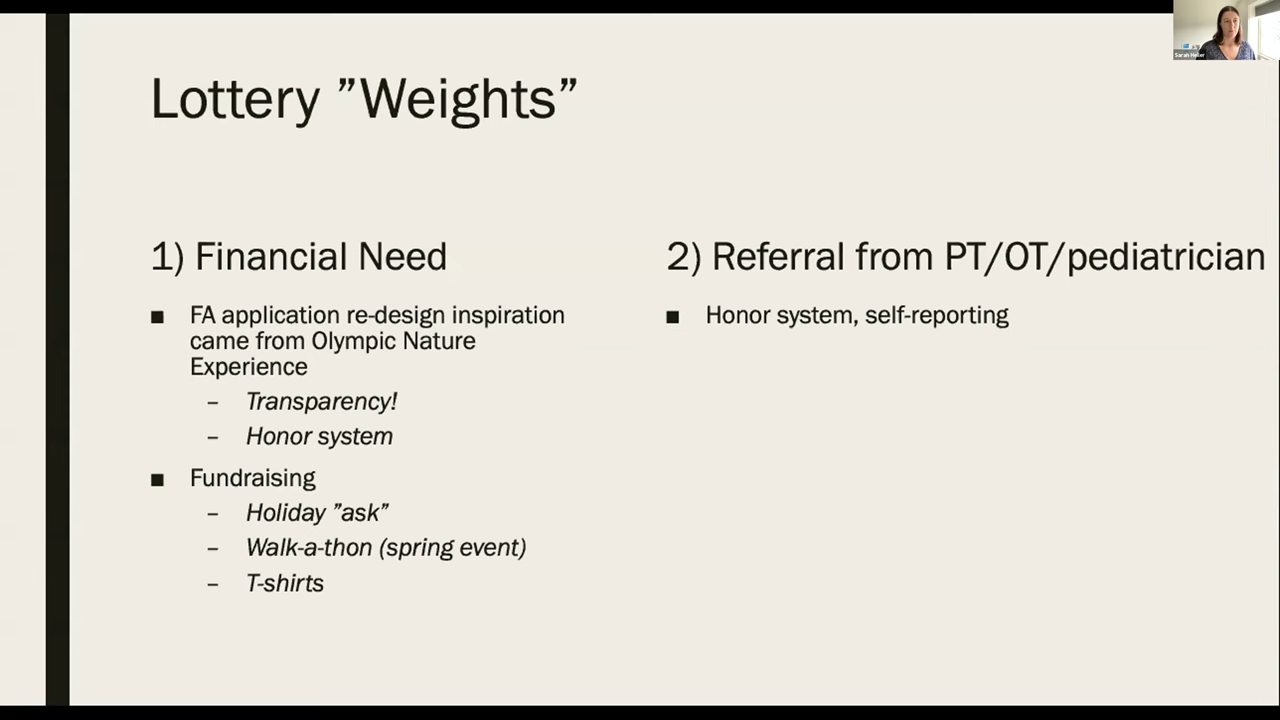 Lottery ”Weights”
1) Financial Need
■ FA application re-design inspiration
came from Olympic Nature
Experience
– Transparency!
– Honor system
■ Fundraising
– Holiday ”ask”
– Walk-a-thon (spring event)
– T-shirts
2) Referral from PT/OT/pediatrician
■ Honor system, self-reporting
Sarah